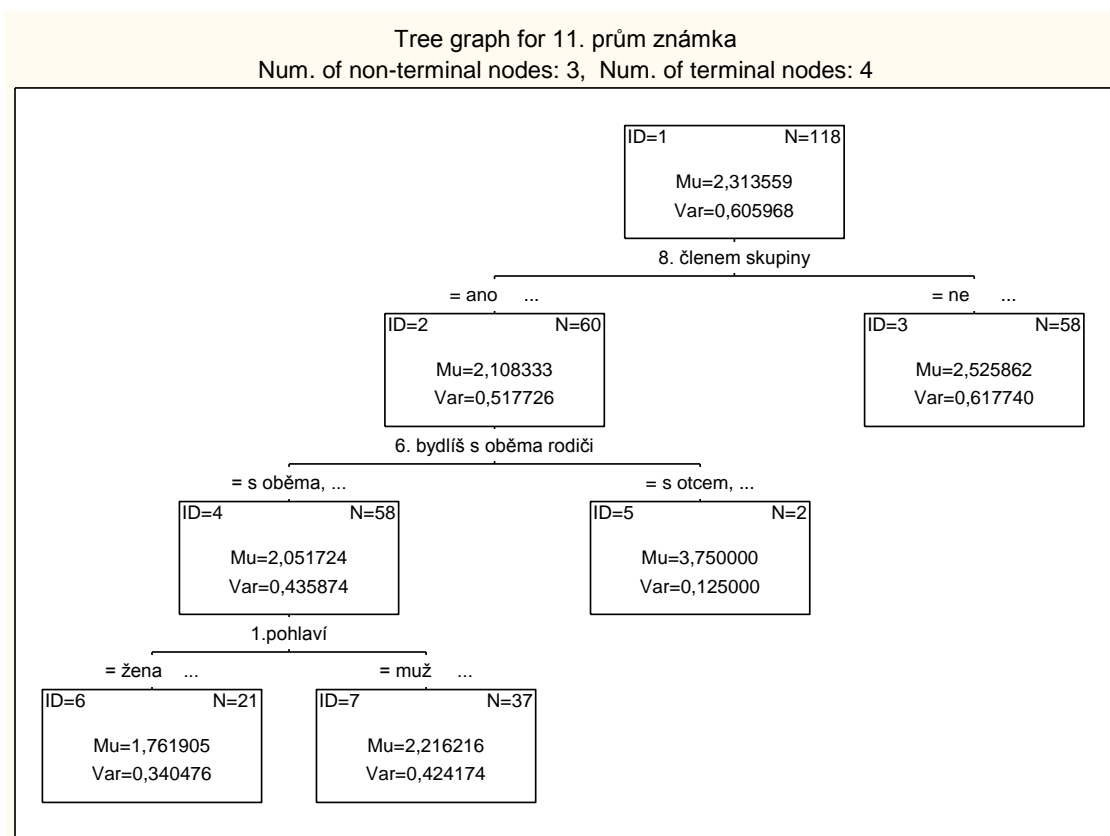 Tree graph for 11. prům známka
Num. of non-terminal nodes: 3,  Num. of terminal nodes: 4
ID=1 N=118
Mu=2,313559
Var=0,605968
8. členem skupiny
= ano ... = ne ...
ID=2 N=60 ID=3 N=58
Mu=2,108333 Mu=2,525862
Var=0,517726 Var=0,617740
6. bydlíš s oběma rodiči
= s oběma, ... = s otcem, ...
ID=4 N=58 ID=5 N=2
Mu=2,051724 Mu=3,750000
Var=0,435874 Var=0,125000
1.pohlaví
= žena ... = muž ...
ID=6 N=21 ID=7 N=37
Mu=1,761905 Mu=2,216216
Var=0,340476 Var=0,424174